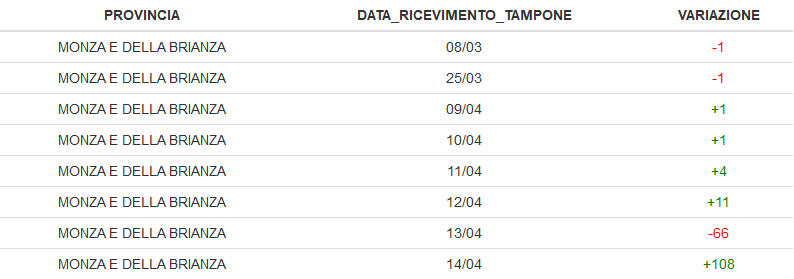 PROVINCIA DATA_RICEVIMENTO_TAMPONE VARIAZIONE
MONZA E DELLA BRIANZA 08/03 -1
MONZA E DELLA BRIANZA 25/03 -1
MONZA E DELLA BRIANZA 09/04 +1
MONZA E DELLA BRIANZA 10/04 +1
MONZA E DELLA BRIANZA 11/04 +4
MONZA E DELLA BRIANZA 12/04 +11
MONZA E DELLA BRIANZA 13/04 -66
MONZA E DELLA BRIANZA 14/04 +108